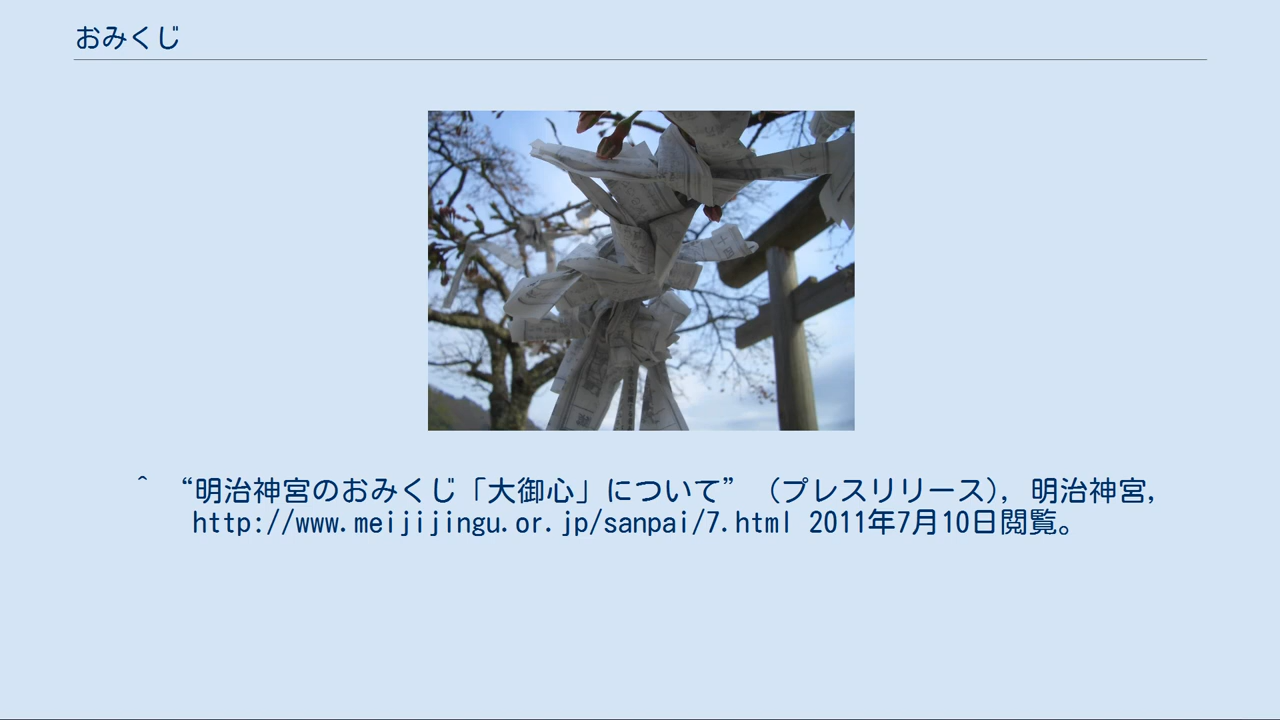 おみくじ
^ “明治神宮のおみくじ「大御心」について” （プレスリリース）, 明治神宮,
http://www.meijijingu.or.jp/sanpai/7.html 2011年7月10日閲覧。